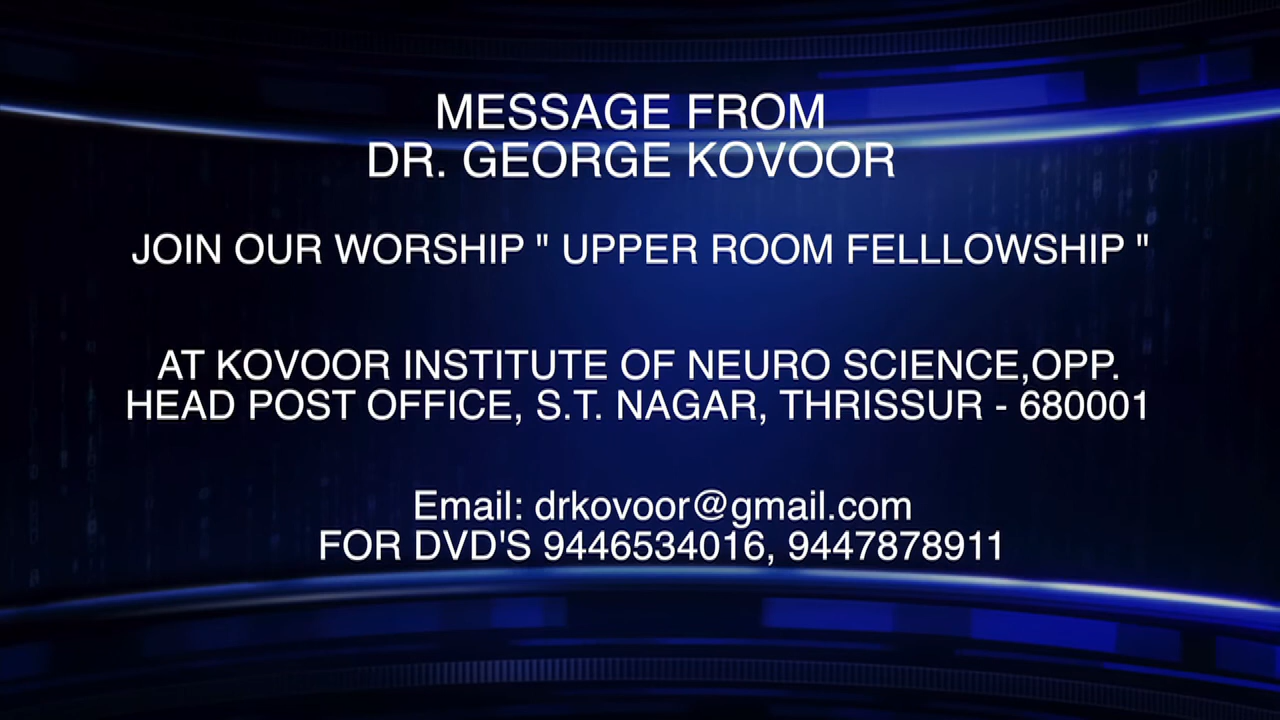 MESSAGE FROM
DR. GEORGE KOVOOR
JOIN OUR WORSHIP " UPPER ROOM FELLLOWSHIP "
AT KOVOOR INSTITUTE OF NEURO SCIENCE,OPP.
HEAD POST OFFICE, S.T. NAGAR, THRISSUR - 680001
Email: drkovoor@gmail.com
FOR DVD'S 9446534016, 9447878911